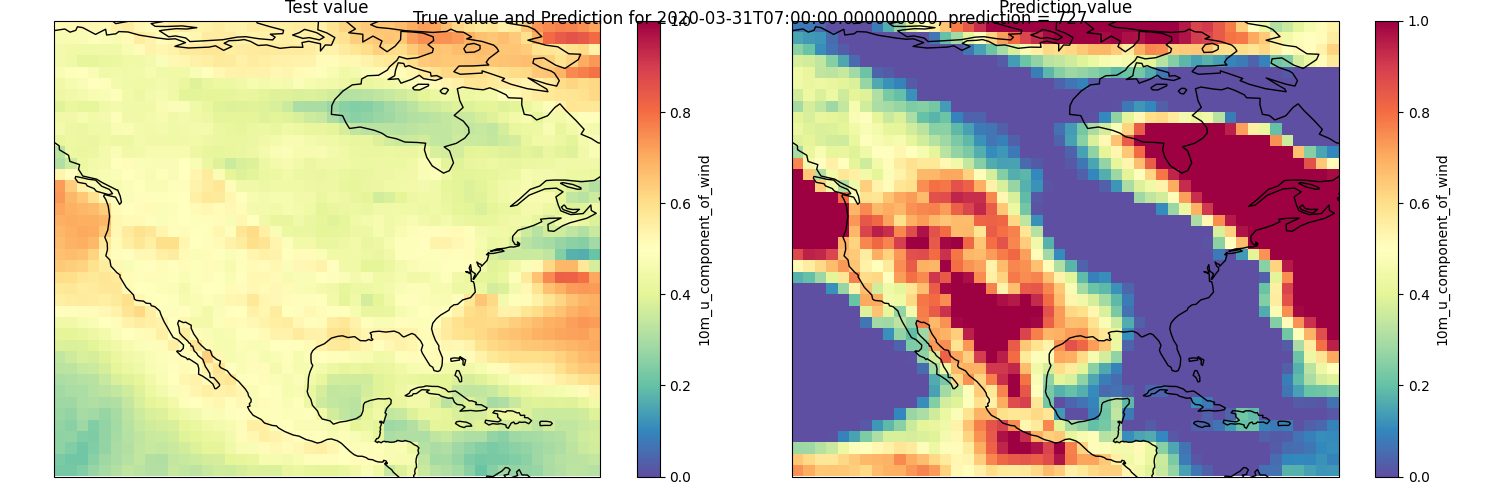 Test value
True value and Prediction for 2020-03-31T07:00:00.000000000, prediction = 727
Prediction value
1.0
0.8
0.6
0.4
0.2
0.0
10m_u_component_of_wind
1.0
0.8
0.6
0.4
0.2
0.0
10m_u_component_of_wind